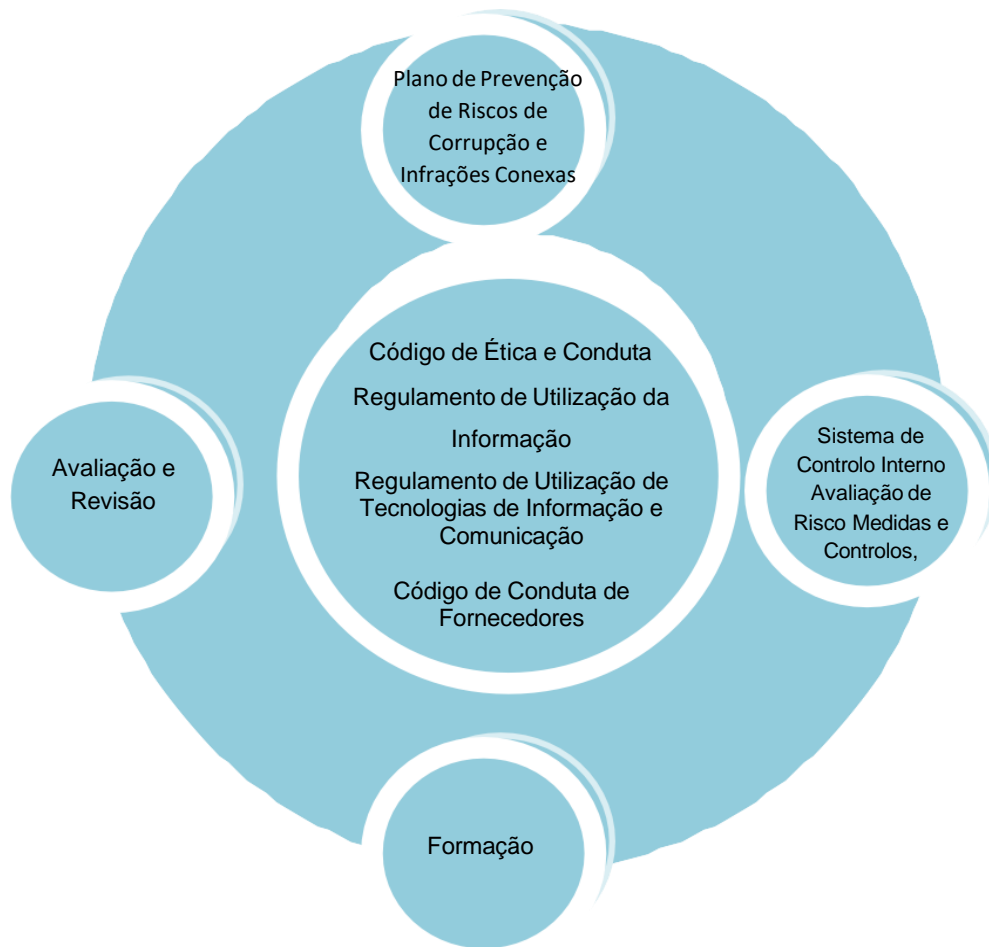 Plano de Prevenção
de Riscos de
Corrupção e
Infrações Conexas
Código de Ética e Conduta
Regulamento de Utilização da
Informação
Regulamento de Utilização de
Tecnologias de Informação e
Comunicação
Código de Conduta de
Fornecedores
Avaliação e
Revisão
Sistema de
Controlo Interno
Avaliação de
Risco Medidas e
Controlos,
Formação